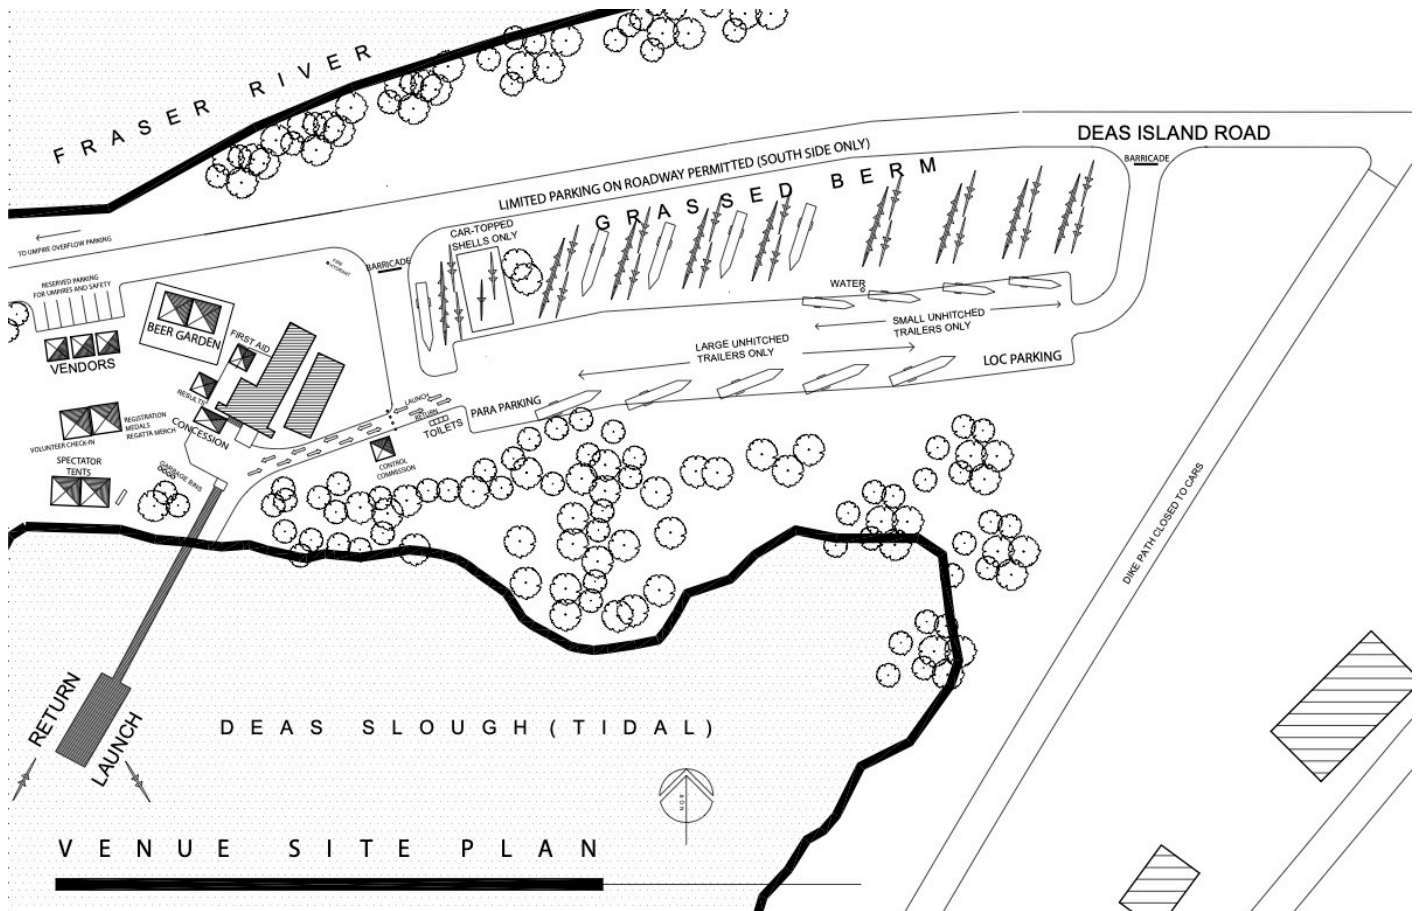 FRASER RIVER
DEAS ISLAND ROAD
BARRICADE
LIMITED PARKING ON ROADWAY PERMITTED (SOUTH SIDE ONLY)
GRASSED BERM
TO UMPIRE OVERFLOW PARKING
CAR-TOPPED
SHELLS ONLY
BARRICADE
FIRE
HYDRANT
RESERVED PARKING
FOR UMPIRES AND SAFETY
WATER
BEER GARDEN
FIRST AID
VENDORS
SMALL UNHITCHED
TRAILERS ONLY
LARGE UNHITCHED
TRAILERS ONLY
LOC PARKING
RESULTS
LAUNCH
RETURN
PARA PARKING
TOILETS
CONCESSION
REGISTRATION
MEDALS
REGATTA MERCH
VOLUNTEER CHECK-IN
CONTROL
COMMISSION
SPECTATOR
TENTS
GARBAGE BINS
DIKE PATH CLOSED TO CARS
RETURN
LAUNCH
DEAS SLOUGH (TIDAL)
VENUE SITE PLAN